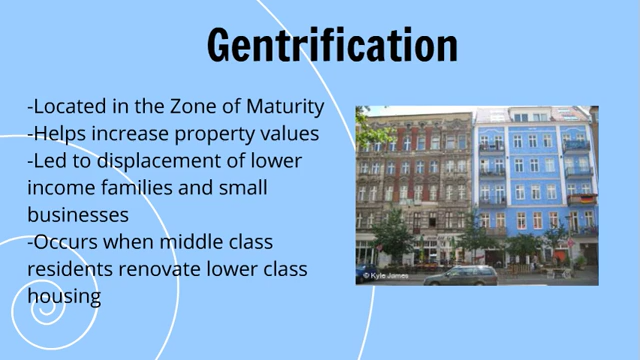 Gentrification
-Located in the Zone of Maturity
-Helps increase property values
-Led to displacement of lower
income families and small
businesses
-Occurs when middle class
residents renovate lower class
housing
© Kyle James